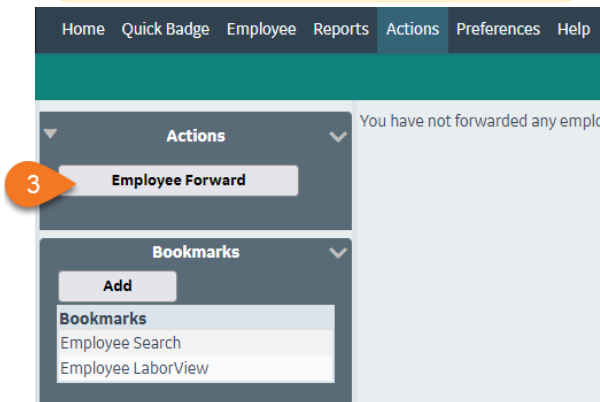 Home Quick Badge Employee Reports Actions Preferences Help
You have not forwarded any emplo
Actions
3
Employee Forward
Bookmarks
Add
Bookmarks
Employee Search
Employee LaborView